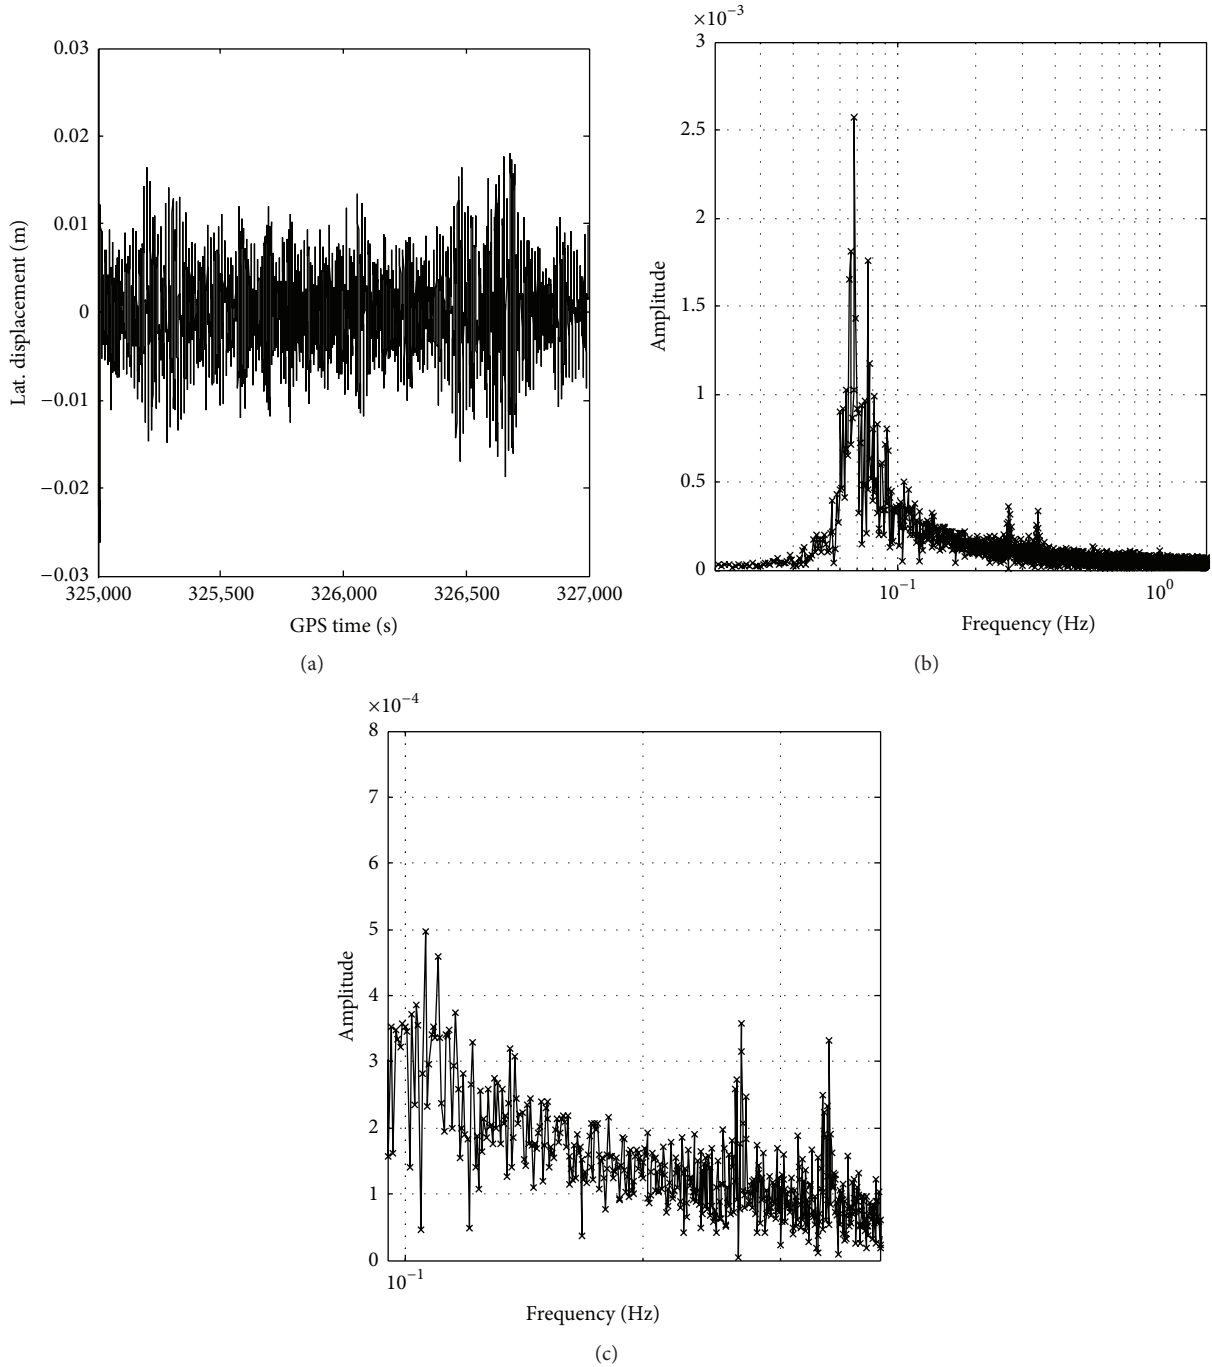 0.03
0.02
0.01
0
−0.01
−0.02
−0.03
Lat. displacement (m)
325,000 325,500 326,000 326,500 327,000
GPS time (s)
(a)
×10−3
3
2.5
2
1.5
1
0.5
0
Amplitude
10−1 100
Frequency (Hz)
(b)
×10−4
8
7
6
5
4
3
2
1
0
Amplitude
10−1
Frequency (Hz)
(c)